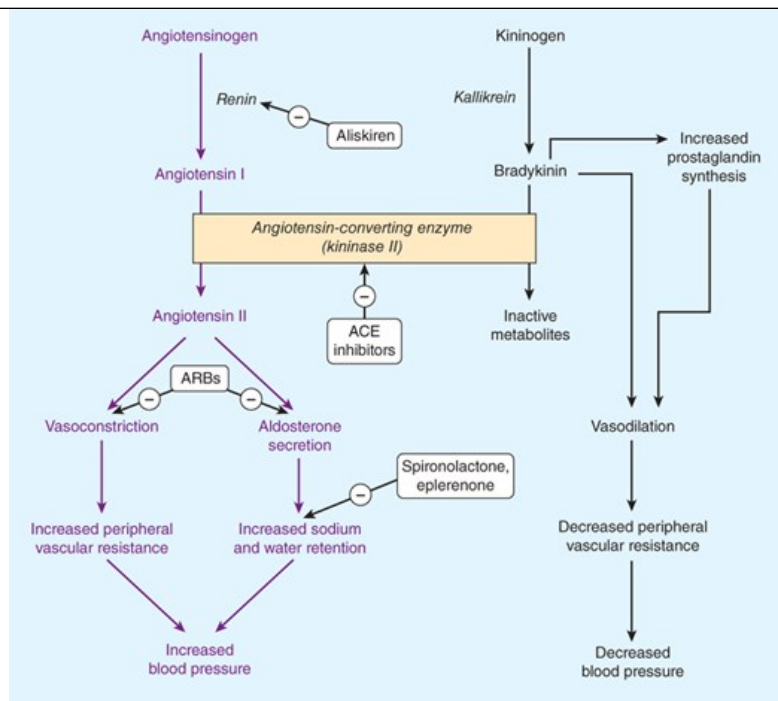 Angiotensinogen
Kininogen
Renin
−
Aliskiren
Kallikrein
Increased
prostaglandin
synthesis
Angiotensin I
Bradykinin
Angiotensin-converting enzyme
(kininase II)
−
ACE
inhibitors
Angiotensin II
Inactive
metabolites
ARBs
−
−
Vasoconstriction
Aldosterone
secretion
Vasodilation
Spironolactone,
eplerenone
−
Increased peripheral
vascular resistance
Increased sodium
and water retention
Decreased peripheral
vascular resistance
Increased
blood pressure
Decreased
blood pressure